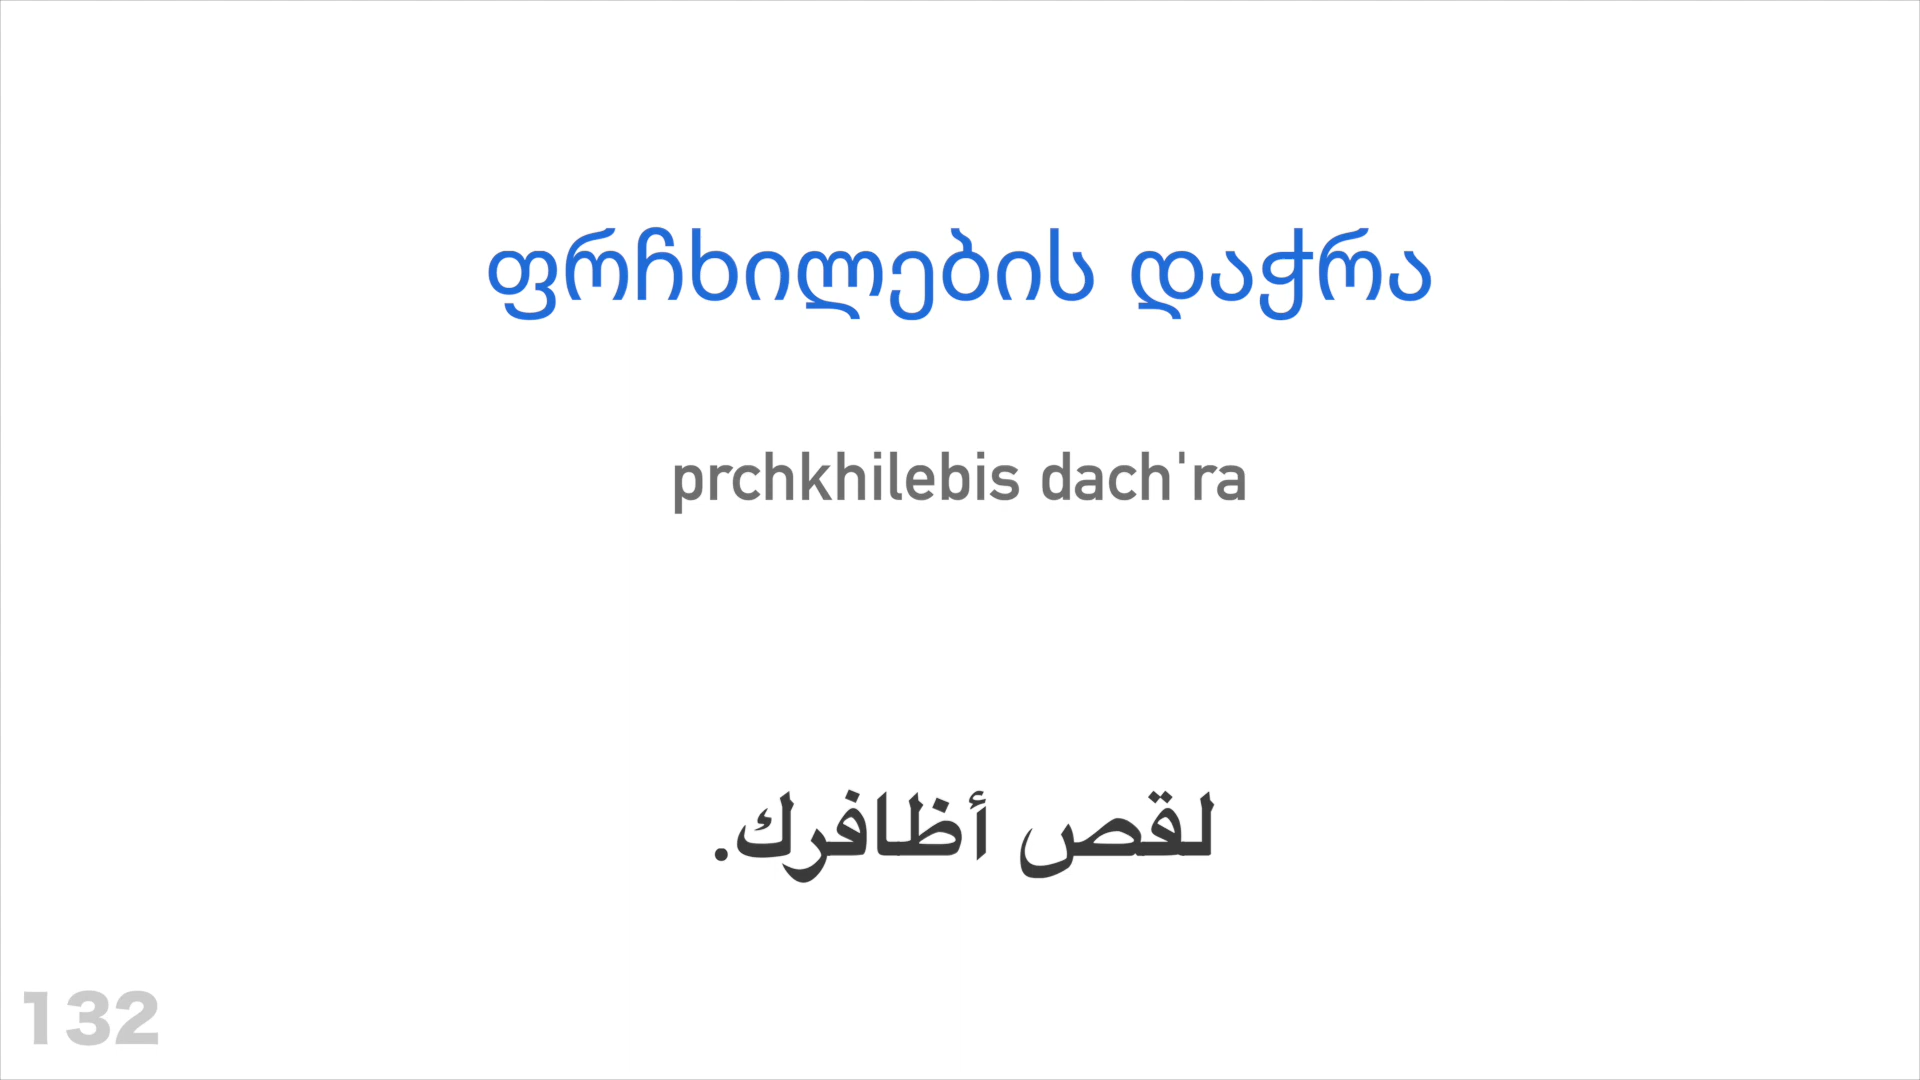 ფრჩხილების დაჭრა
prchkhilebis dach'ra
لقص أظافرك.
132